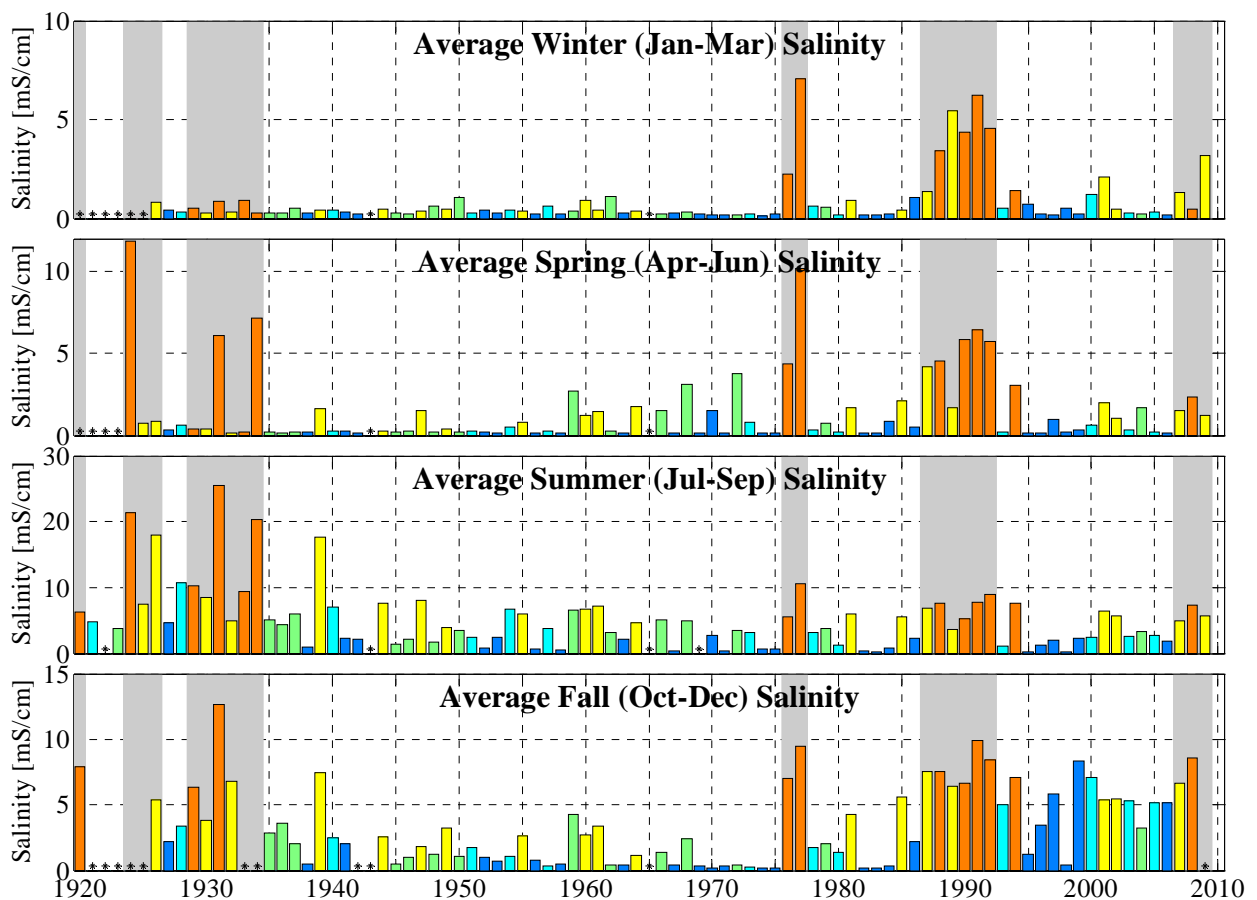 Average Winter (Jan-Mar) Salinity
Salinity [mS/cm]
10
5
0
Average Spring (Apr-Jun) Salinity
Salinity [mS/cm]
10
5
0
Average Summer (Jul-Sep) Salinity
Salinity [mS/cm]
30
20
10
0
Average Fall (Oct-Dec) Salinity
Salinity [mS/cm]
15
10
5
0
1920 1930 1940 1950 1960 1970 1980 1990 2000 2010